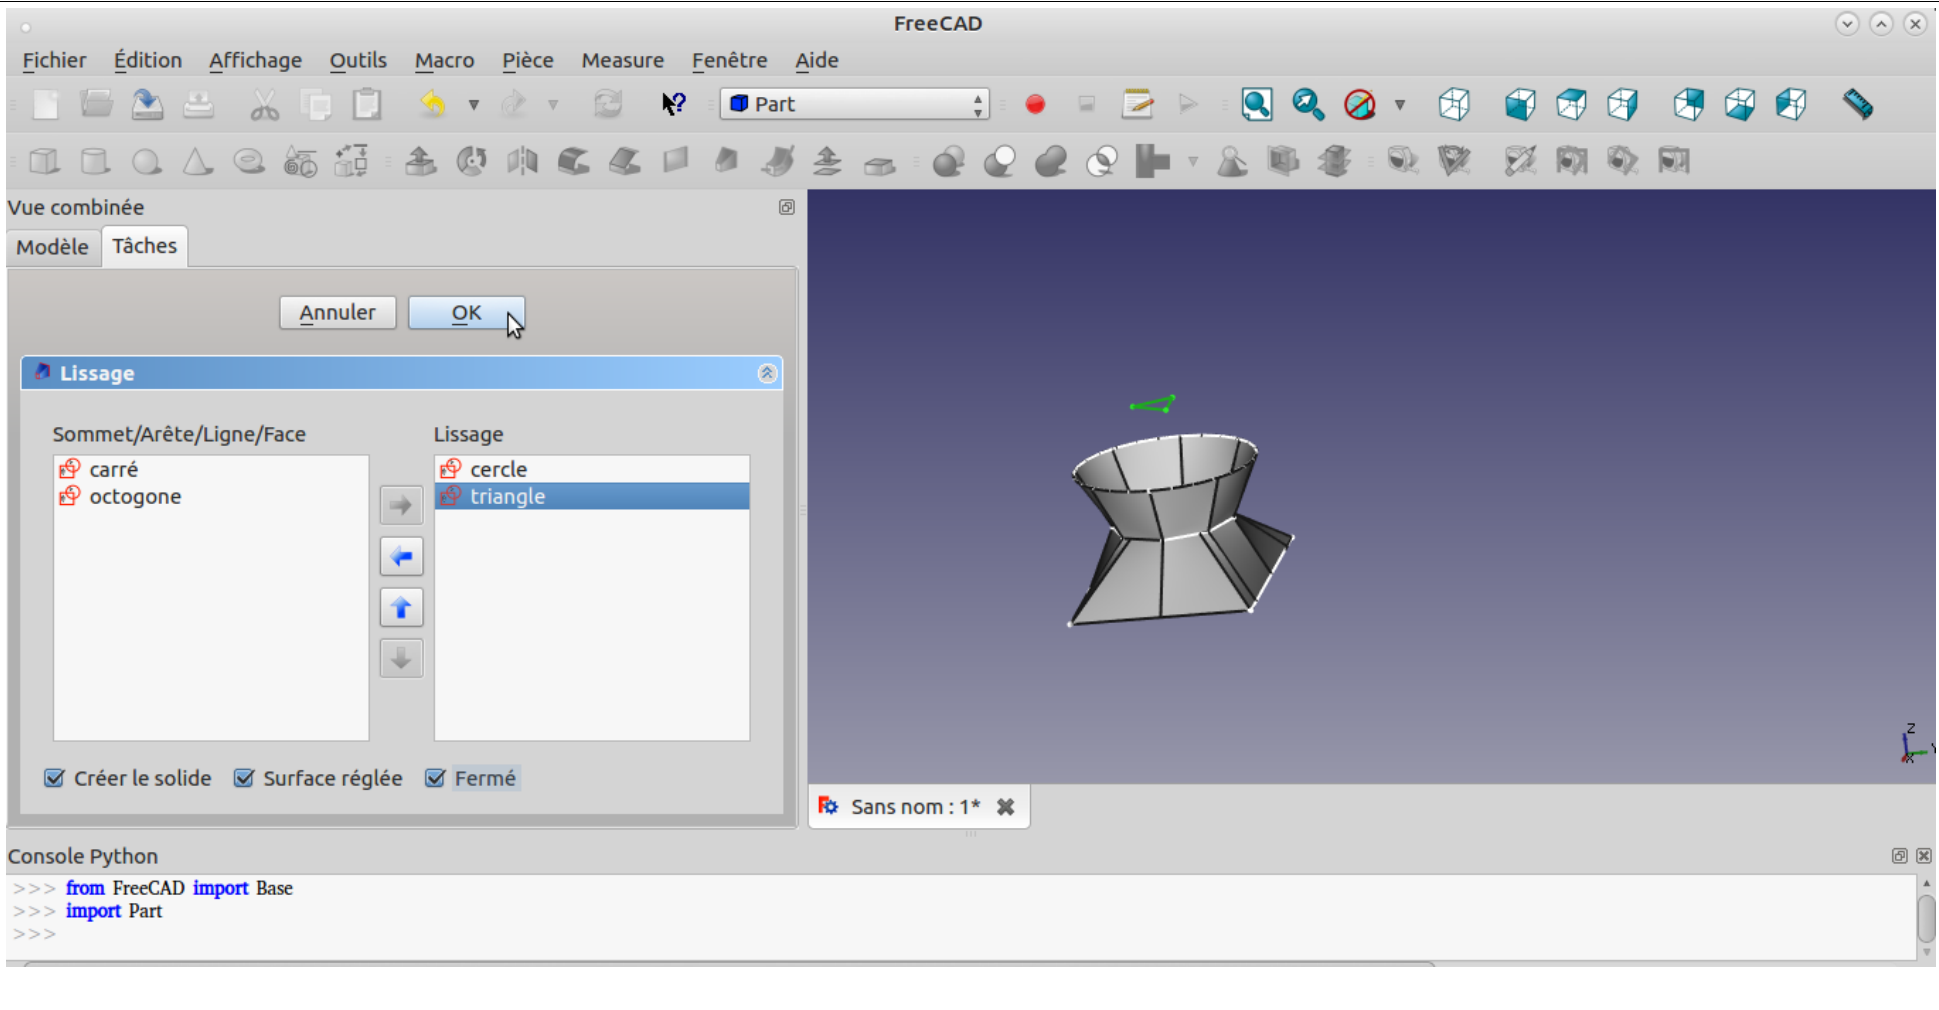 FreeCAD
Fichier Édition Affichage Outils Macro Pièce Measure Fenêtre Aide
Part
Vue combinée
Modèle Tâches
Annuler OK
Lissage
Sommet/Arête/Ligne/Face Lissage
carré cercle
octogone triangle
Créer le solide Surface réglée Fermé
Z
Sans nom : 1*
Console Python
>>> from FreeCAD import Base
>>> import Part
>>>